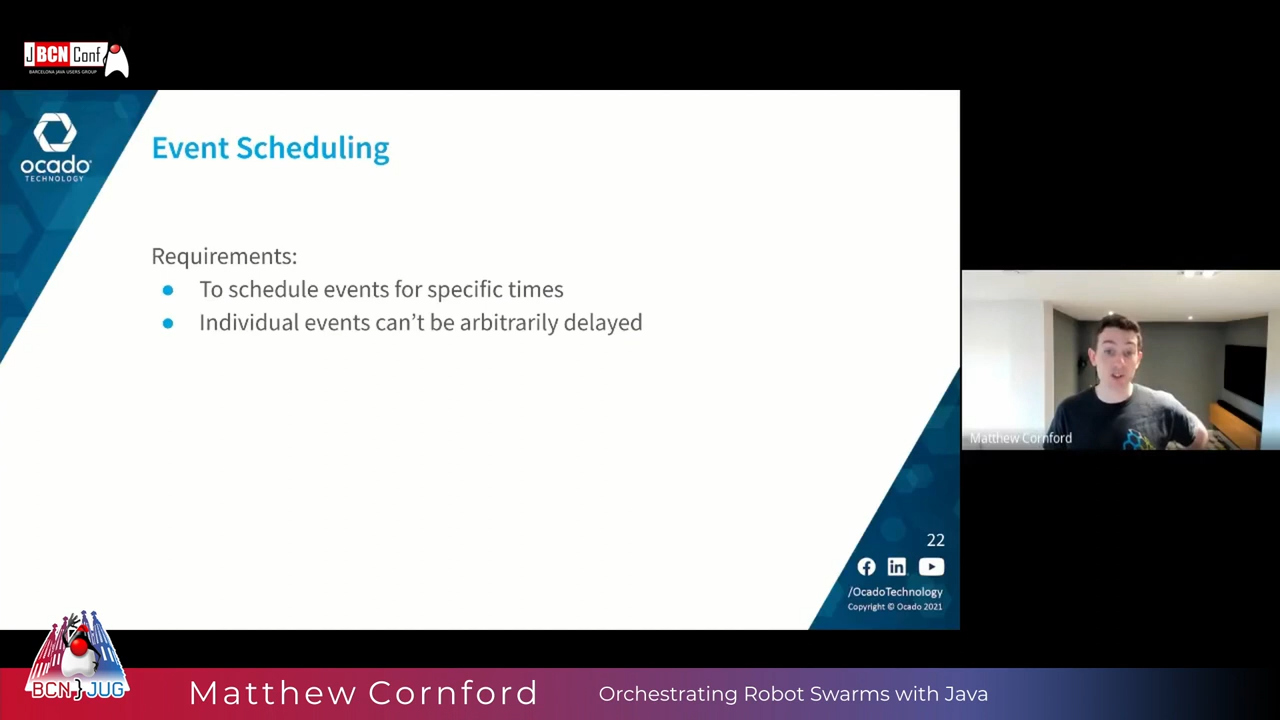 JBCNConf
BARCELONA JAVA USERS GROUP
ocado
TECHNOLOGY
Event Scheduling
Requirements:
● To schedule events for specific times
● Individual events can't be arbitrarily delayed
Matthew Cornford
22
/OcadoTechnology
Copyright © Ocado 2021
BCN}JUG
Matthew Cornford
Orchestrating Robot Swarms with Java